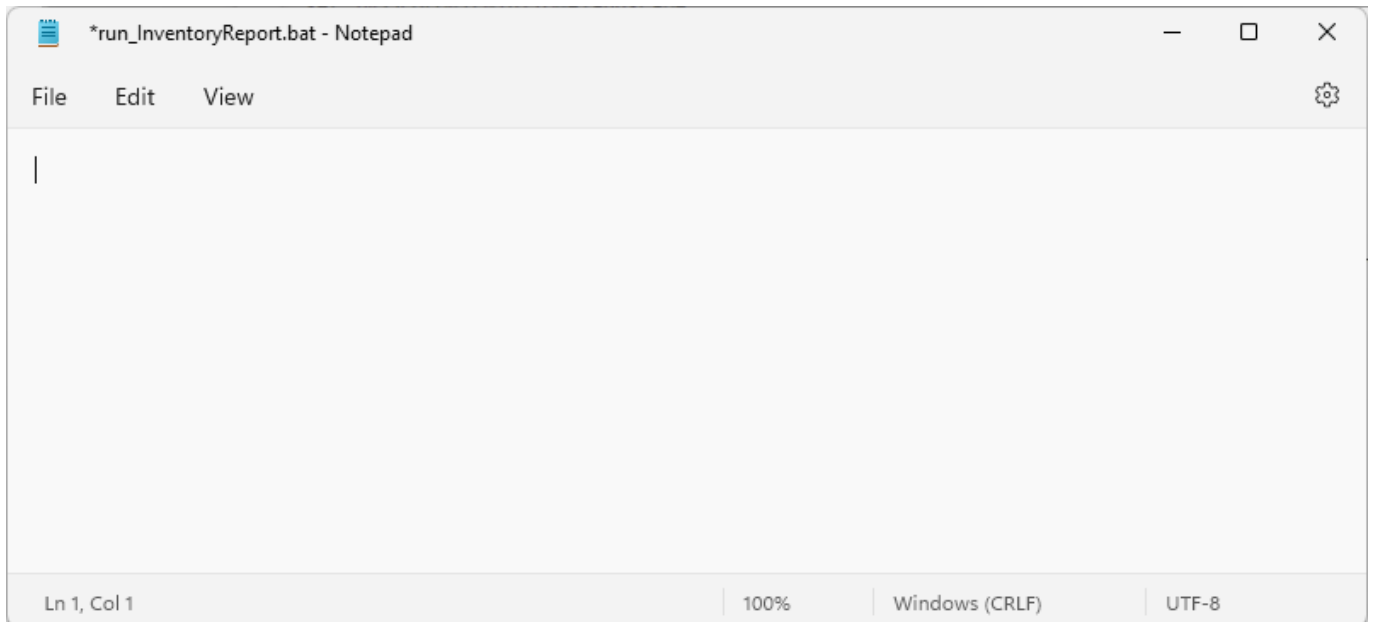 *run_InventoryReport.bat - Notepad
File Edit View
Ln 1, Col 1 100% Windows (CRLF) UTF-8